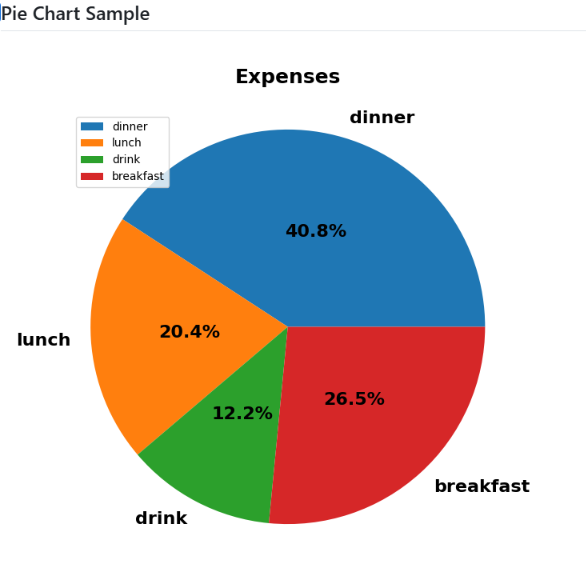 Pie Chart Sample
Expenses
dinner
dinner
lunch
drink
breakfast
40.8%
lunch
20.4%
26.5%
12.2%
breakfast
drink